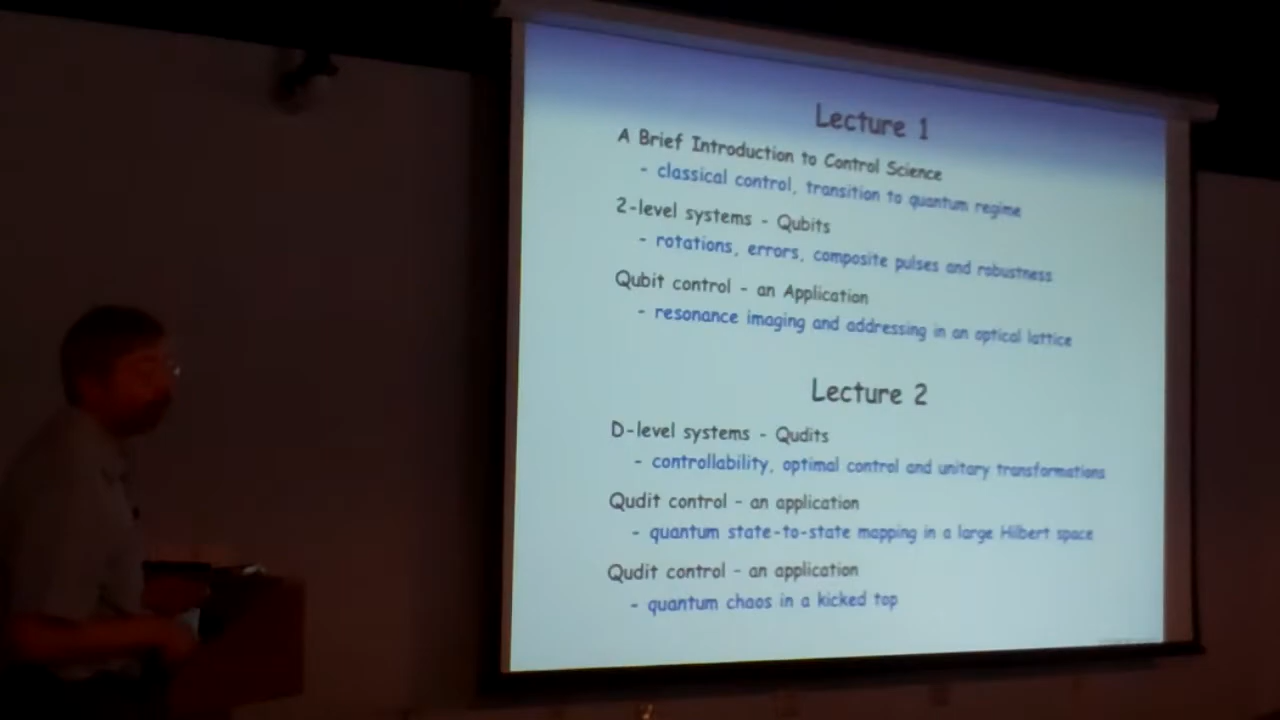 Lecture 1
A Brief Introduction to Control Science
- classical control, transition to quantum regime
2-level systems - Qubits
- rotations, errors, composite pulses and robustness
Qubit control - an Application
- resonance imaging and addressing in an optical lattice
Lecture 2
D-level systems - Qudits
- controllability, optimal control and unitary transformations
Qudit control - an application
- quantum state-to-state mapping in a large Hilbert space
Qudit control - an application
- quantum chaos in a kicked top